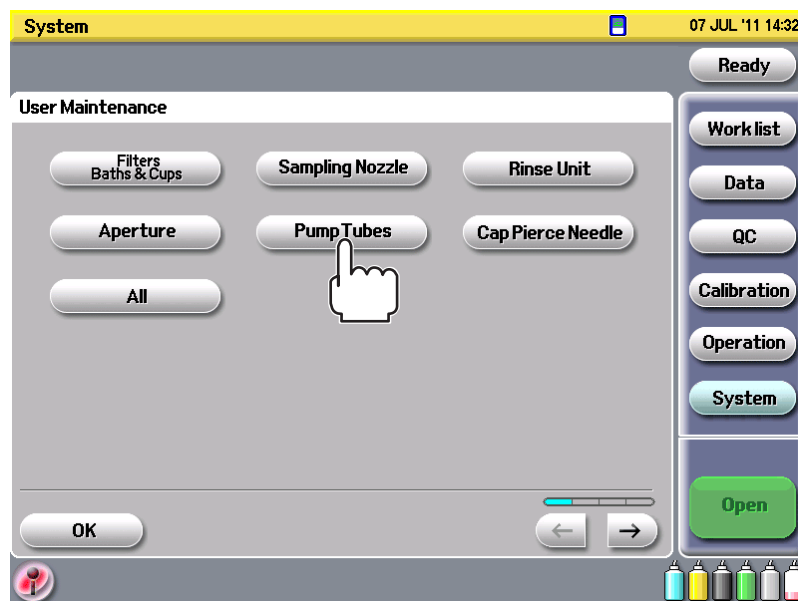 System
07 JUL '11 14:32
Ready
User Maintenance
Work list
Filters
Baths & Cups
Sampling Nozzle
Rinse Unit
Data
Aperture
Pump Tubes
Cap Pierce Needle
QC
All
Calibration
Operation
System
Open
OK
← →